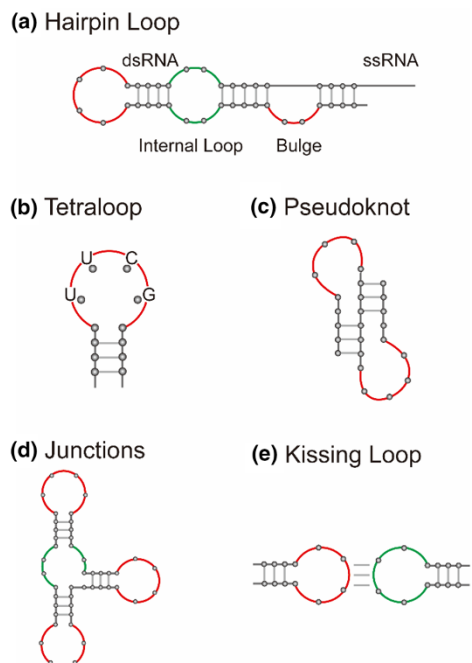 (a) Hairpin Loop
dsRNA ssRNA
Internal Loop Bulge
(b) Tetraloop
(c) Pseudoknot
U C
U G
(d) Junctions
(e) Kissing Loop